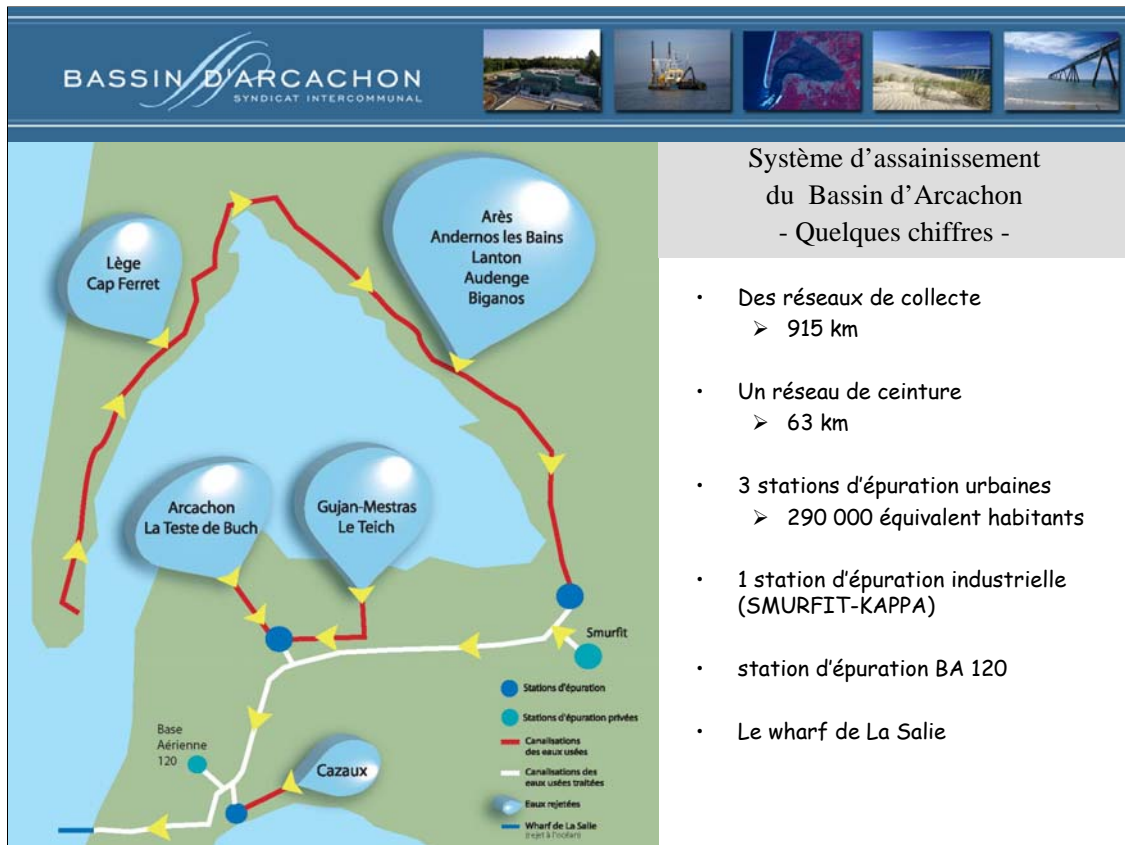 BASSIN D'ARCACHON
SYNDICAT INTERCOMMUNAL
Système d'assainissement
du Bassin d'Arcachon
- Quelques chiffres -
Lège
Cap Ferret
Arès
Andernos les Bains
Lanton
Audenge
Biganos
Arcachon
La Teste de Buch
Gujan-Mestras
Le Teich
Smurfit
Base
Aérienne
120
Cazaux
Stations d'épuration
Stations d'épuration privées
Canalisations
des eaux usées
Canalisations des
eaux usées traitées
Eaux rejetées
Wharf de La Salie
(rejet à l'océan)
• Des réseaux de collecte
➢ 915 km
• Un réseau de ceinture
➢ 63 km
• 3 stations d'épuration urbaines
➢ 290 000 équivalent habitants
• 1 station d'épuration industrielle
(SMURFIT-KAPPA)
• station d'épuration BA 120
• Le wharf de La Salie